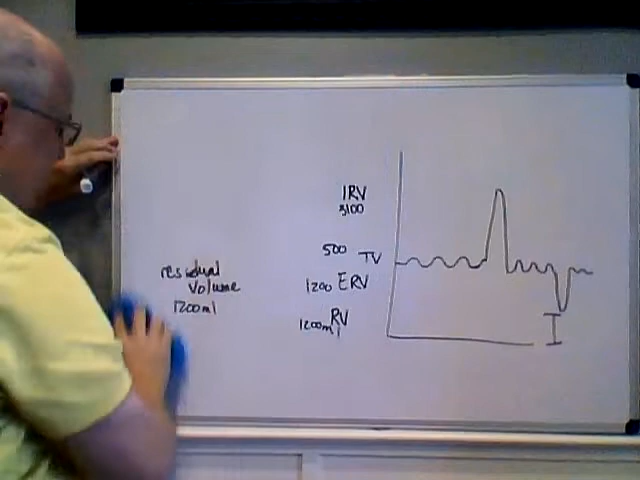 IRV
3100
500 TV
1200 ERV
RV
1200ml
residual
Volume
1200ml